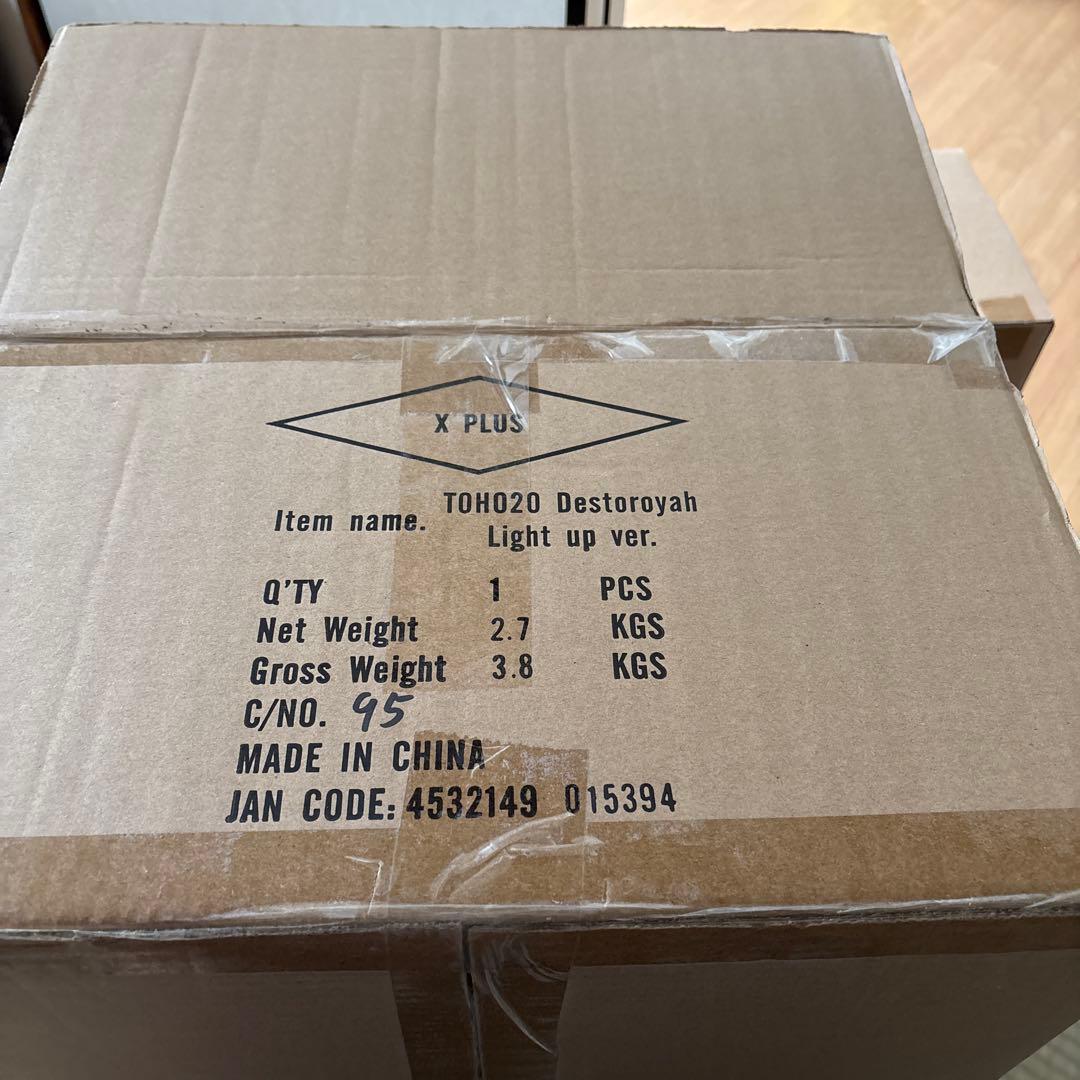 X PLUS
Item name. TOHO20 Destoroyah
Light up ver.
Q'TY 1 PCS
Net Weight 2.7 KGS
Gross Weight 3.8 KGS
C/NO. 95
MADE IN CHINA
JAN CODE: 4532149 015394